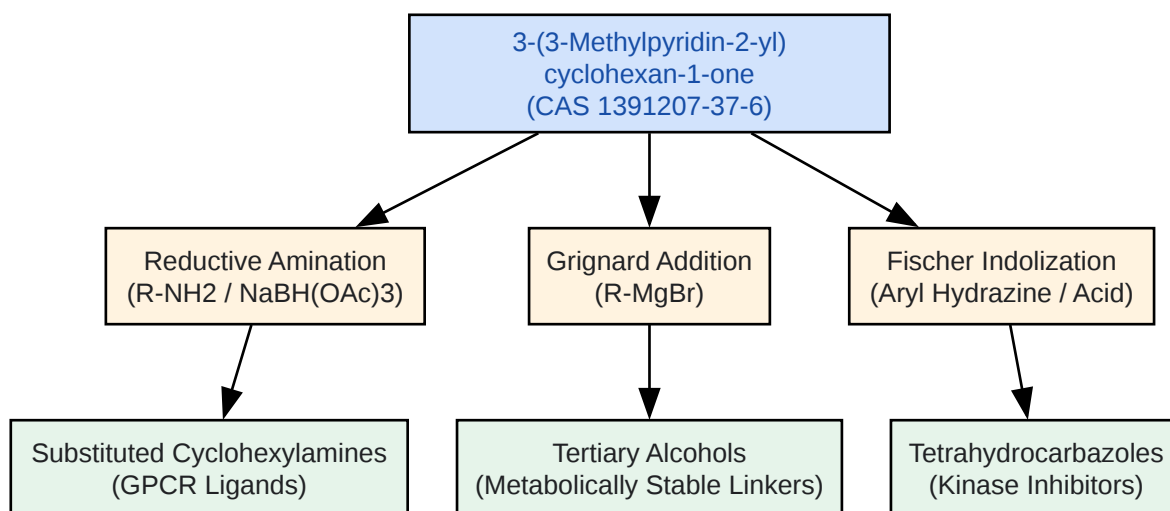 3-(3-Methylpyridin-2-yl)
cyclohexan-1-one
(CAS 1391207-37-6)
Reductive Amination
(R-NH2 / NaBH(OAc)3)
Grignard Addition
(R-MgBr)
Fischer Indolization
(Aryl Hydrazine / Acid)
Substituted Cyclohexylamines
(GPCR Ligands)
Tertiary Alcohols
(Metabolically Stable Linkers)
Tetrahydrocarbazoles
(Kinase Inhibitors)